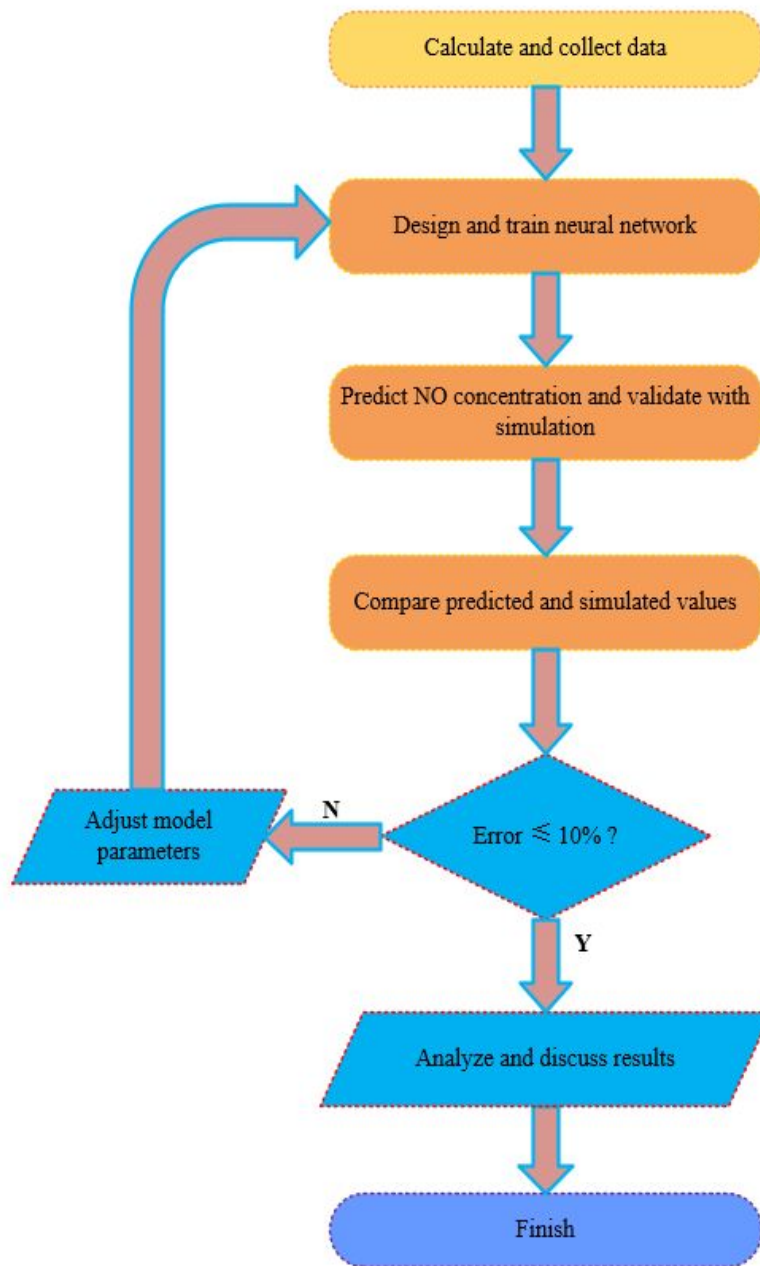 Calculate and collect data
Design and train neural network
Predict NO concentration and validate with
simulation
Compare predicted and simulated values
Error ≤ 10% ?
N
Adjust model
parameters
Y
Analyze and discuss results
Finish